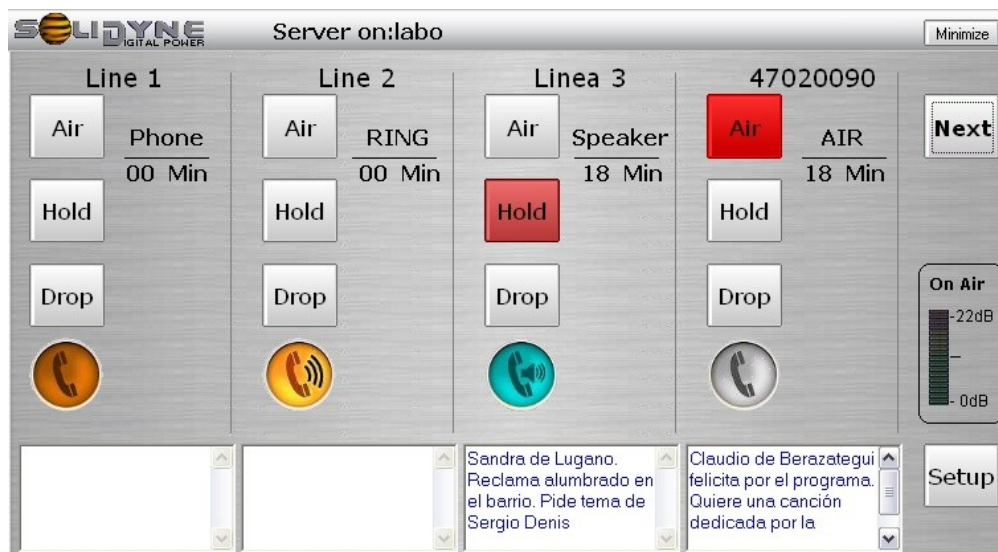 SOLIDYNE
DIGITAL POWER
Server on:labo
Minimize
Line 1
Air
Phone
00 Min
Hold
Drop
Line 2
Air
RING
00 Min
Hold
Drop
Linea 3
Air
Speaker
18 Min
Hold
Drop
Sandra de Lugano.
Reclama alumbrado en
el barrio. Pide tema de
Sergio Denis
47020090
Air
AIR
18 Min
Hold
Drop
Claudio de Berazategui
felicita por el programa.
Quiere una canción
dedicada por la
Next
On Air
-22dB
- 0dB
Setup